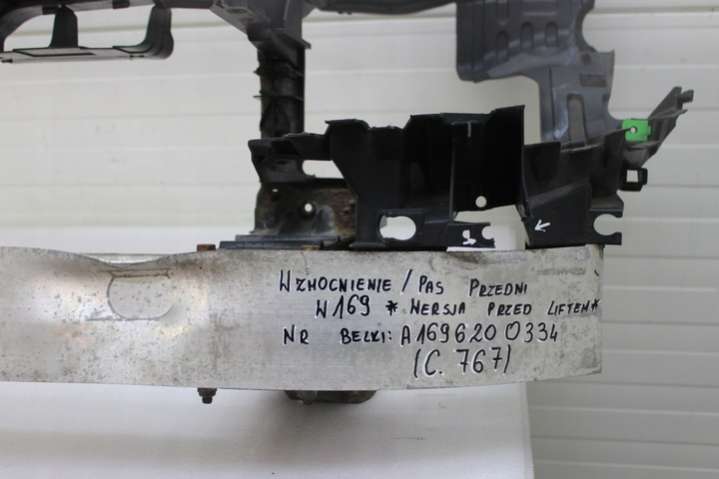 WZMOCNIENIE / PAS PRZEDNI
W169 * WERSJA PRZED LIFTEM *
NR BELKI: A169620 0334
(C. 767)